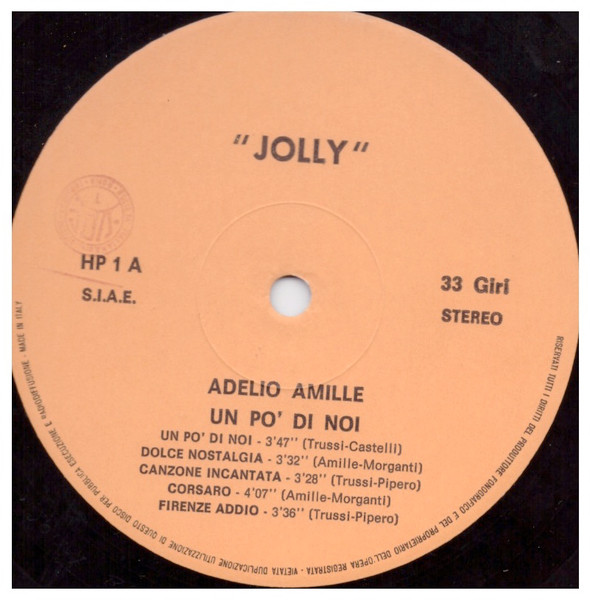 "JOLLY"
HP 1 A
S.I.A.E.
33 Giri
STEREO
ADELIO AMILLE
UN PO' DI NOI
UN PO' DI NOI - 3'47'' (Trussi-Castelli)
DOLCE NOSTALGIA - 3'32'' (Amille-Morganti)
CANZONE INCANTATA - 3'28'' (Trussi-Pipero)
CORSARO - 4'07'' (Amille-Morganti)
FIRENZE ADDIO - 3'36'' (Trussi-Pipero)
RISERVATI TUTTI I DIRITTI DEL PRODUTTORE FONOGRAFICO E DEL PROPRIETARIO DELL'OPERA REGISTRATA - VIETATA DUPLICAZIONE UTILIZZAZIONE DI QUESTO DISCO PER PUBBLICA ESECUZIONE E RADIODIFFUSIONE. - MADE IN ITALY